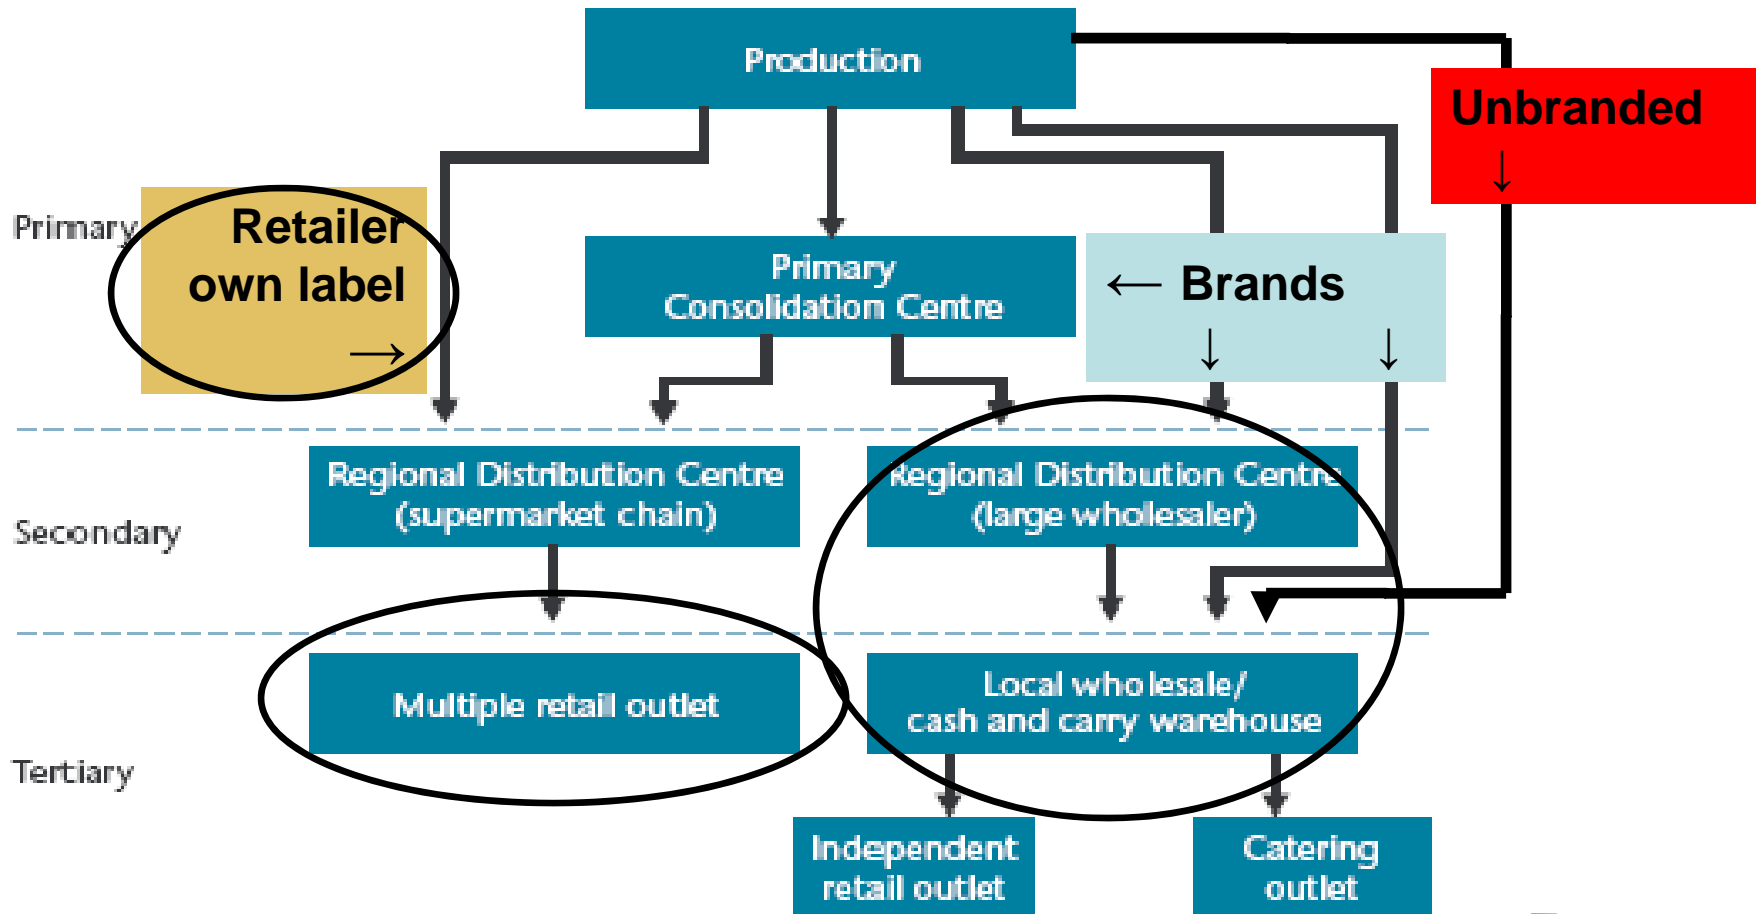 Production
Unbranded
↓
Primary
Retailer
own label
→
Primary
Consolidation Centre
← Brands
↓ ↓
Regional Distribution Centre
(supermarket chain)
Regional Distribution Centre
(large wholesaler)
Secondary
Multiple retail outlet
Local wholesale/
cash and carry warehouse
Tertiary
Independent
retail outlet
Catering
outlet